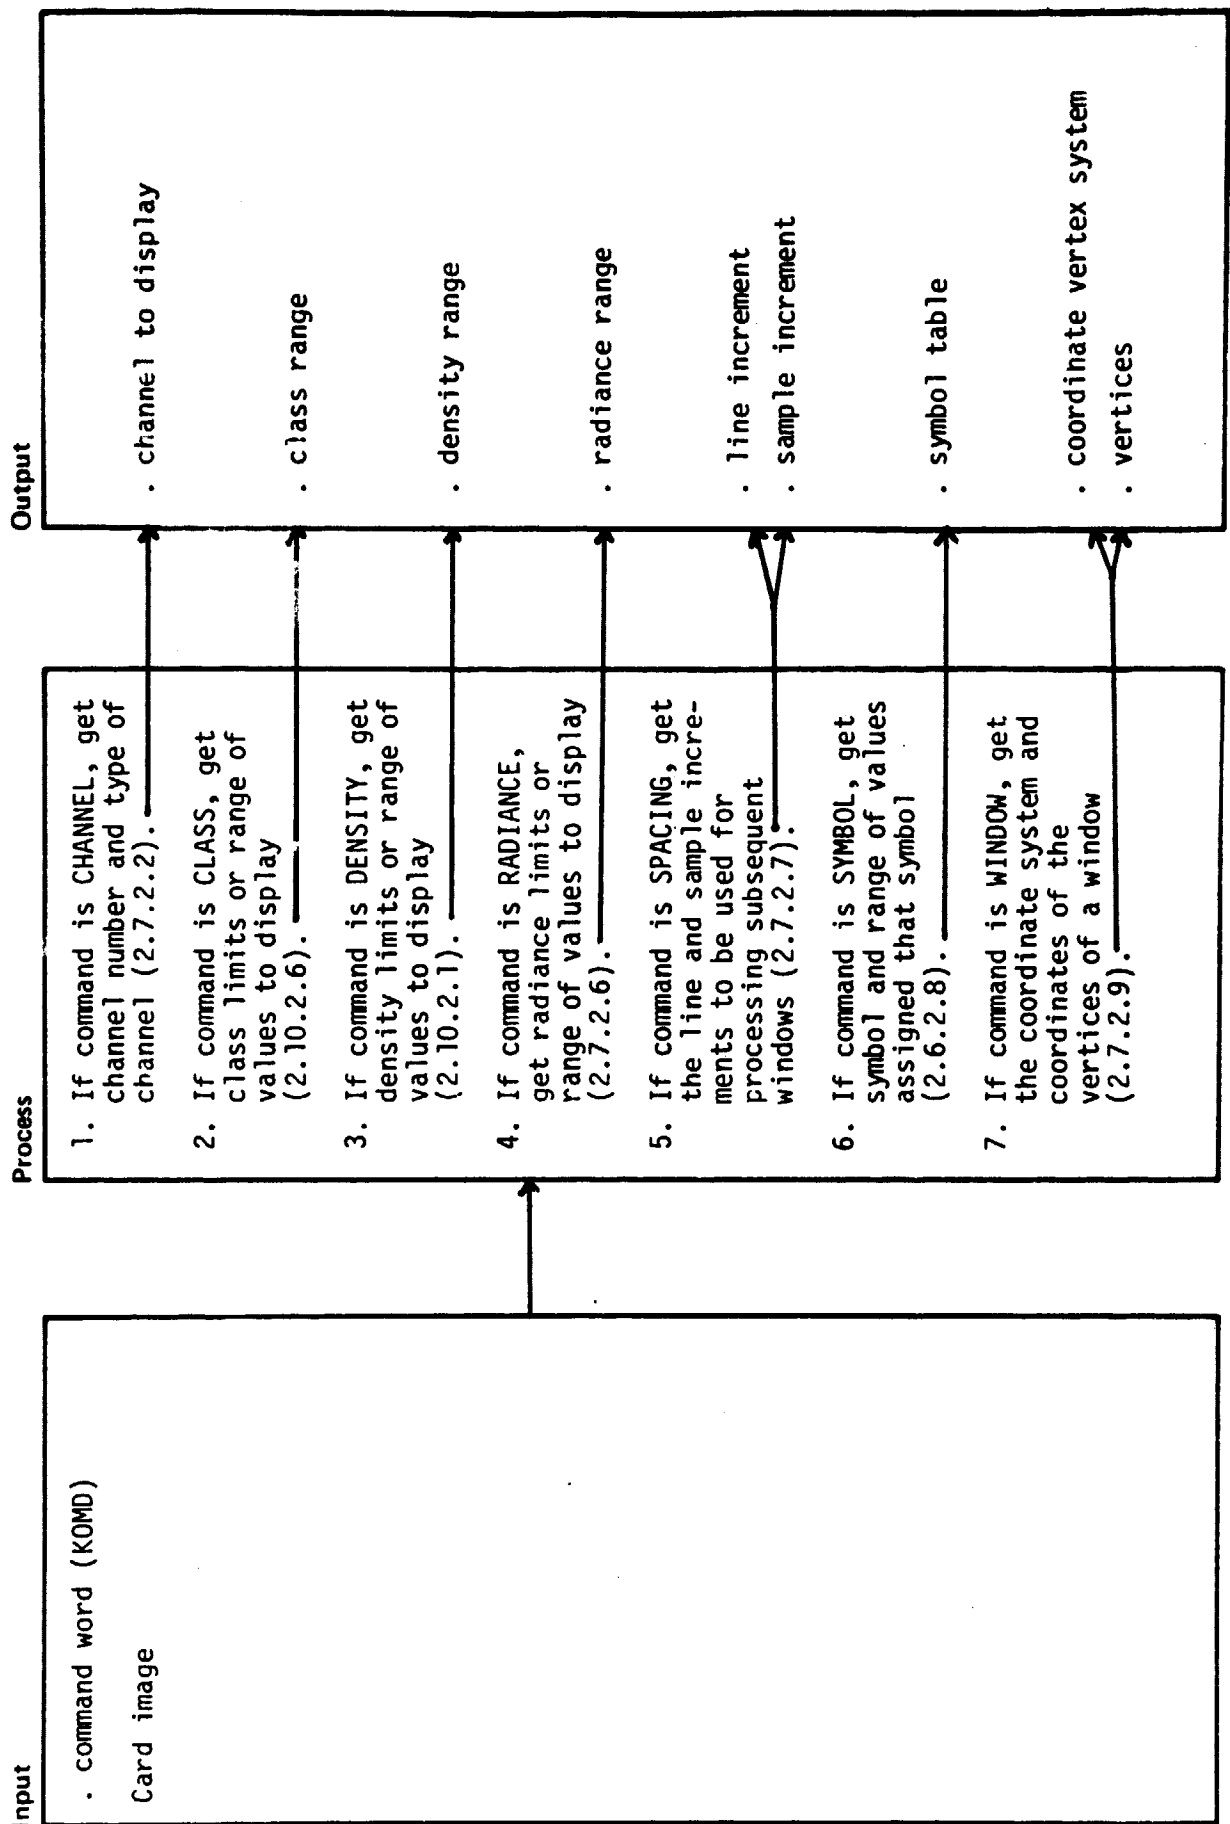 nput
. command word (KOMD)
Card image
Process
1. If command is CHANNEL, get
channel number and type of
channel (2.7.2.2).
2. If command is CLASS, get
class limits or range of
values to display
(2.10.2.6).
3. If command is DENSITY, get
density limits or range of
values to display
(2.10.2.1).
4. If command is RADIANCE,
get radiance limits or
range of values to display
(2.7.2.6).
5. If command is SPACING, get
the line and sample incre-
ments to be used for
processing subsequent
windows (2.7.2.7).
6. If command is SYMBOL, get
symbol and range of values
assigned that symbol
(2.6.2.8).
7. If command is WINDOW, get
the coordinate system and
coordinates of the
vertices of a window
(2.7.2.9).
Output
. channel to display
. class range
. density range
. radiance range
. line increment
. sample increment
. symbol table
. coordinate vertex system
. vertices